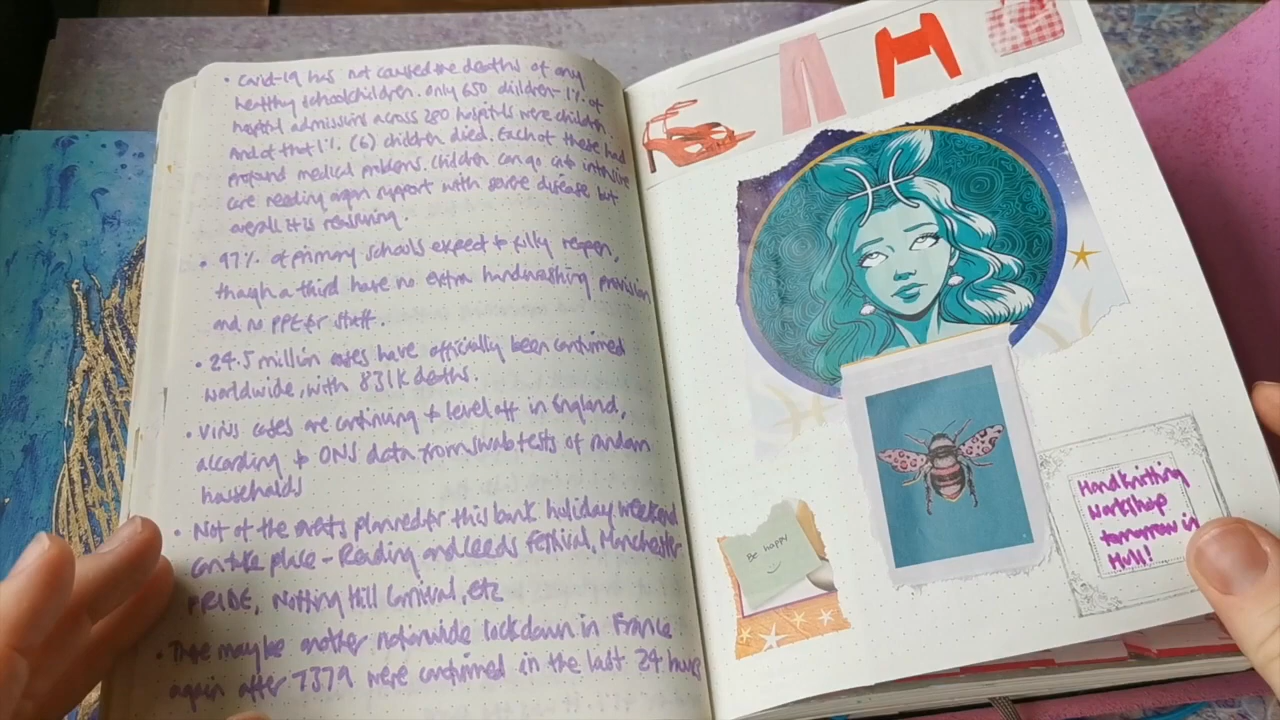 • Covid-19 has not caused the deaths of any
healthy schoolchildren. Only 650 children - 1% of
hospital admissions across 260 hospitals were children.
And of that 1% (6) children died. Each of these had
profound medical problems. Children can go into intensive
care needing organ support with severe disease but
overall it is reassuring.
• 97% of primary schools expect to fully reopen,
though a third have no extra handwashing provision
and no PPE for staff.
• 24.5 million cases have officially been confirmed
worldwide, with 831K deaths.
• Virus cases are continuing to level off in England,
according to ONS data from swab tests of random
households
• Not of the events planned for this bank holiday weekend
can take place - Reading and Leeds Festival, Manchester
PRIDE, Notting Hill Carnival, etc
• There may be another nationwide lockdown in France
again after 7379 were confirmed in the last 24 hours
Be happy
Hand Knitting
workshop
tomorrow in
Hull!